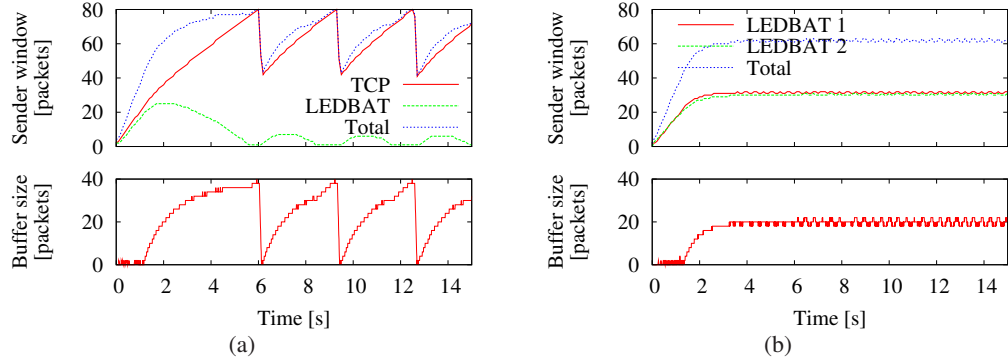 Sender window
[packets]
80
60
40
20
0
TCP
LEDBAT
Total
Buffer size
[packets]
40
20
0
0 2 4 6 8 10 12 14
Time [s]
(a)
Sender window
[packets]
80
60
40
20
0
LEDBAT 1
LEDBAT 2
Total
Buffer size
[packets]
40
20
0
0 2 4 6 8 10 12 14
Time [s]
(b)